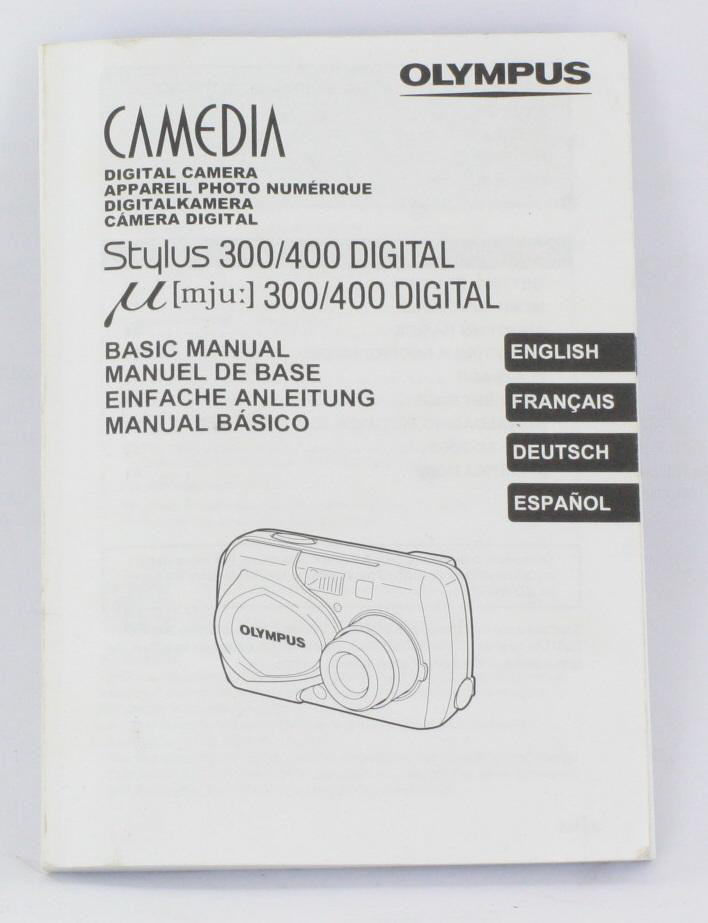 OLYMPUS
CAMEDIA
DIGITAL CAMERA
APPAREIL PHOTO NUMÉRIQUE
DIGITALKAMERA
CÁMERA DIGITAL
Stylus 300/400 DIGITAL
µ[mju:] 300/400 DIGITAL
BASIC MANUAL
MANUEL DE BASE
EINFACHE ANLEITUNG
MANUAL BÁSICO
ENGLISH
FRANÇAIS
DEUTSCH
ESPAÑOL
OLYMPUS